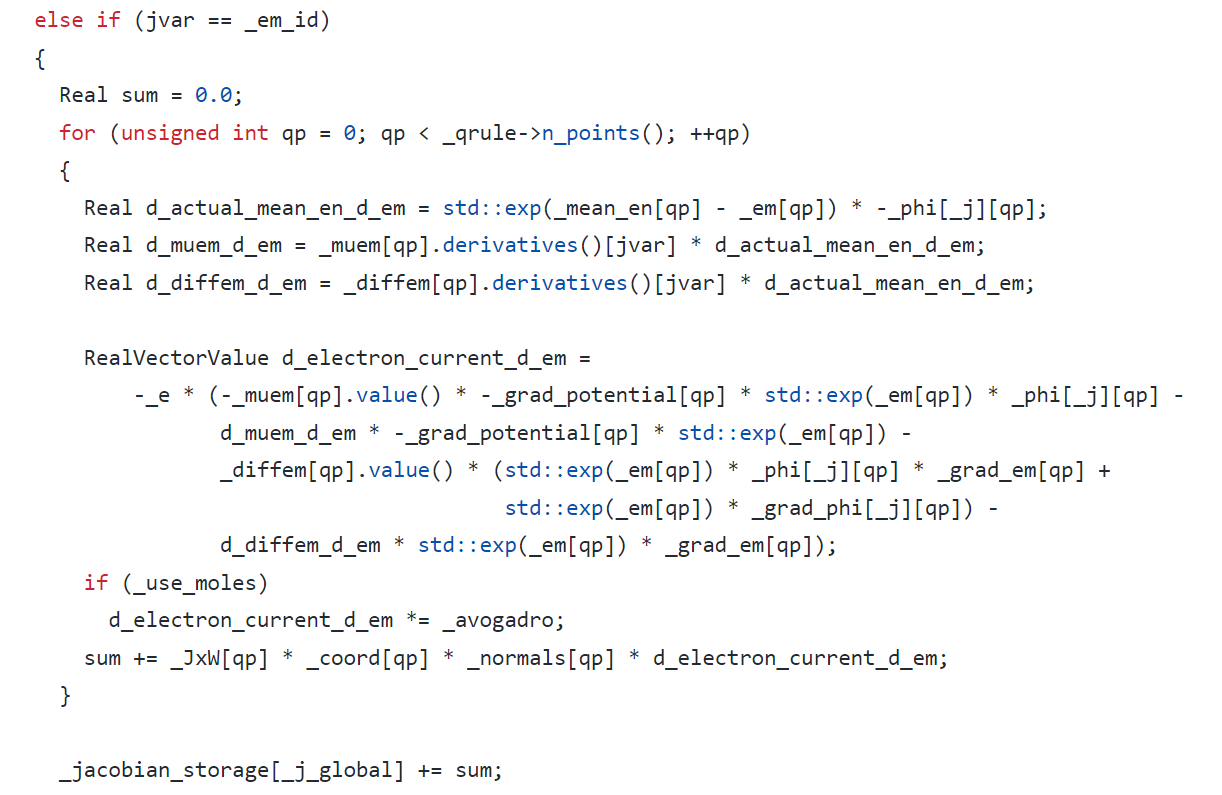 else if (jvar == _em_id)
{
  Real sum = 0.0;
  for (unsigned int qp = 0; qp < _qrule->n_points(); ++qp)
  {
    Real d_actual_mean_en_d_em = std::exp(_mean_en[qp] - _em[qp]) * -_phi[_j][qp];
    Real d_muem_d_em = _muem[qp].derivatives()[jvar] * d_actual_mean_en_d_em;
    Real d_diffem_d_em = _diffem[qp].derivatives()[jvar] * d_actual_mean_en_d_em;

    RealVectorValue d_electron_current_d_em =
        -_e * (-_muem[qp].value() * -_grad_potential[qp] * std::exp(_em[qp]) * _phi[_j][qp] -
               d_muem_d_em * -_grad_potential[qp] * std::exp(_em[qp]) -
               _diffem[qp].value() * (std::exp(_em[qp]) * _phi[_j][qp] * _grad_em[qp] +
                                      std::exp(_em[qp]) * _grad_phi[_j][qp]) -
               d_diffem_d_em * std::exp(_em[qp]) * _grad_em[qp]);
    if (_use_moles)
      d_electron_current_d_em *= _avogadro;
    sum += _JxW[qp] * _coord[qp] * _normals[qp] * d_electron_current_d_em;
  }

  _jacobian_storage[_j_global] += sum;